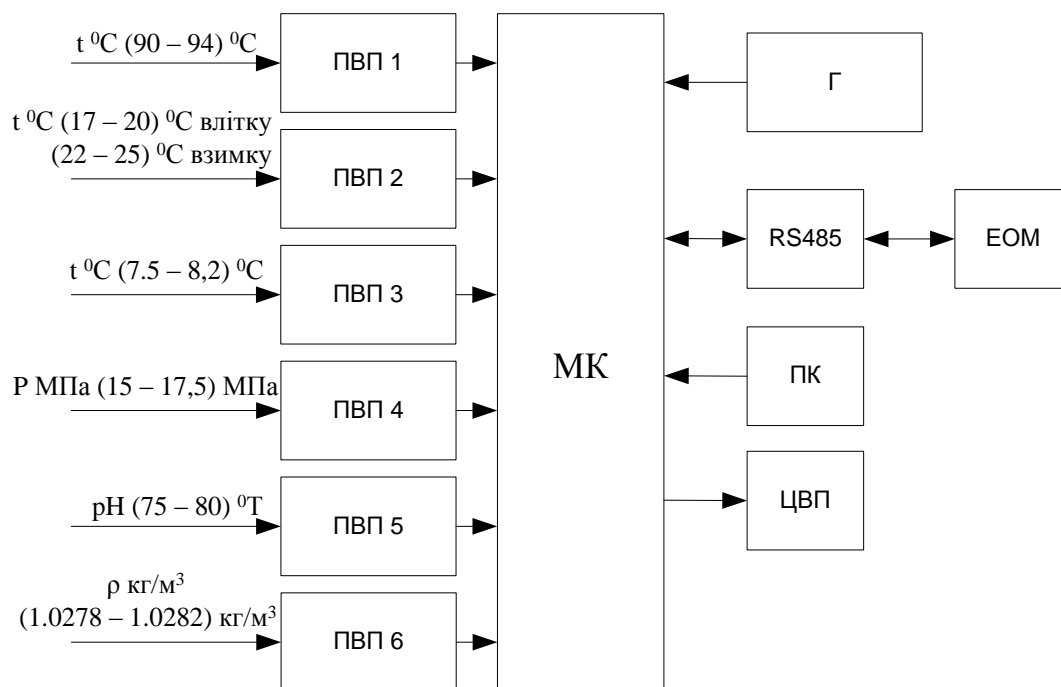 t ⁰C (90 – 94) ⁰C
ПВП 1
t ⁰C (17 – 20) ⁰C влітку
(22 – 25) ⁰C взимку
ПВП 2
t ⁰C (7.5 – 8,2) ⁰C
ПВП 3
P МПа (15 – 17,5) МПа
ПВП 4
pH (75 – 80) ⁰T
ПВП 5
ρ кг/м³
(1.0278 – 1.0282) кг/м³
ПВП 6
МК
Г
RS485
ЕОМ
ПК
ЦВП